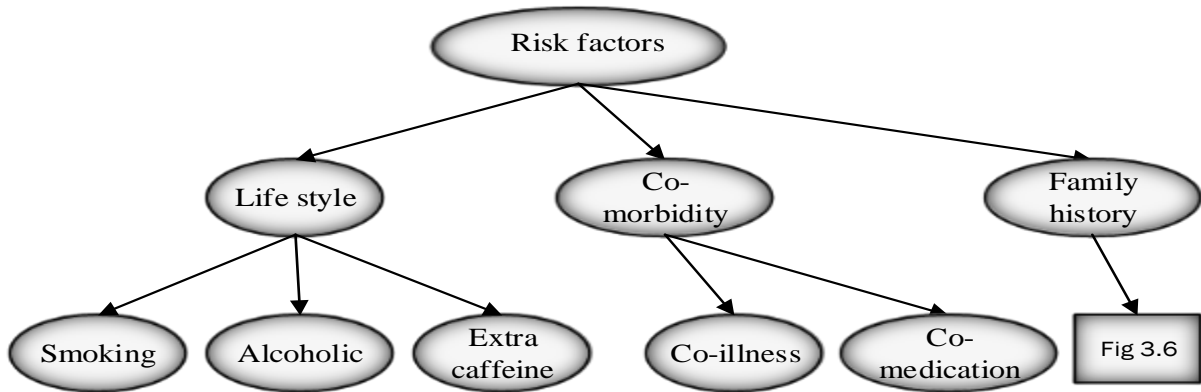 Risk factors
Life style
Co-
morbidity
Family
history
Smoking
Alcoholic
Extra
caffeine
Co-illness
Co-
medication
Fig 3.6